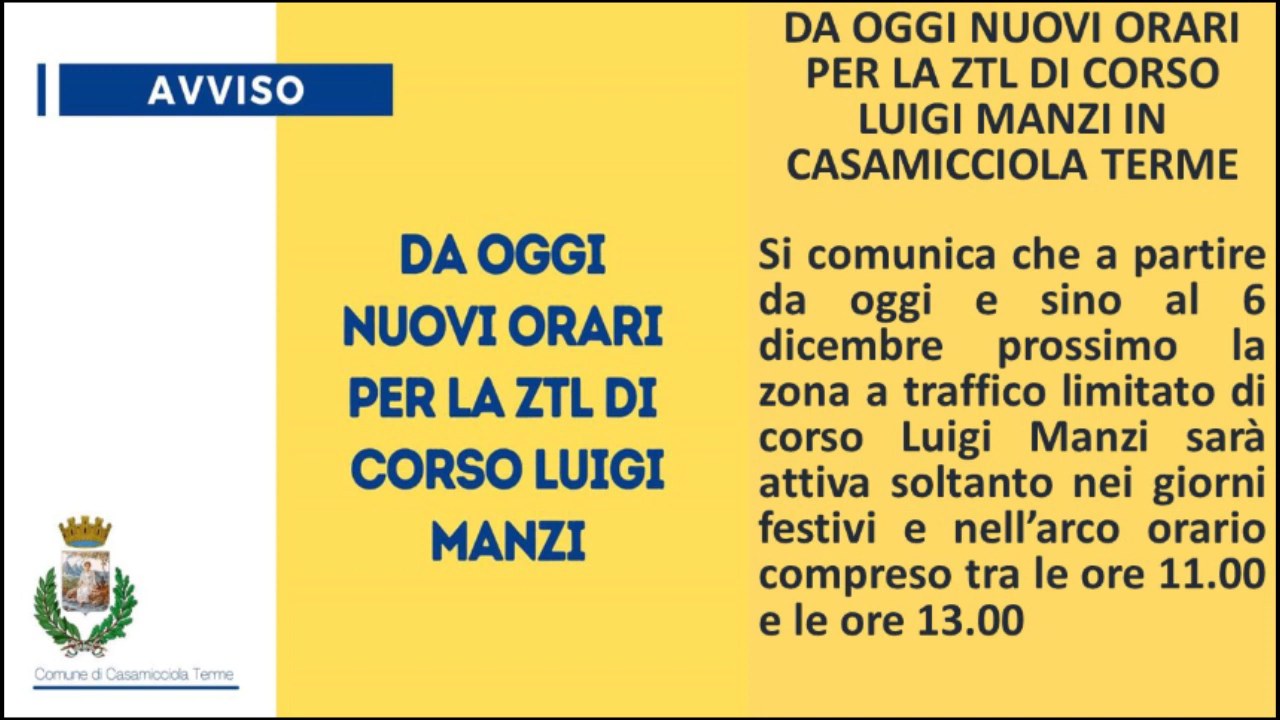 AVVISO
DA OGGI
NUOVI ORARI
PER LA ZTL DI
CORSO LUIGI
MANZI
Comune di Casamicciola Terme
DA OGGI NUOVI ORARI
PER LA ZTL DI CORSO
LUIGI MANZI IN
CASAMICCIOLA TERME
Si comunica che a partire
da oggi e sino al 6
dicembre prossimo la
zona a traffico limitato di
corso Luigi Manzi sarà
attiva soltanto nei giorni
festivi e nell'arco orario
compreso tra le ore 11.00
e le ore 13.00